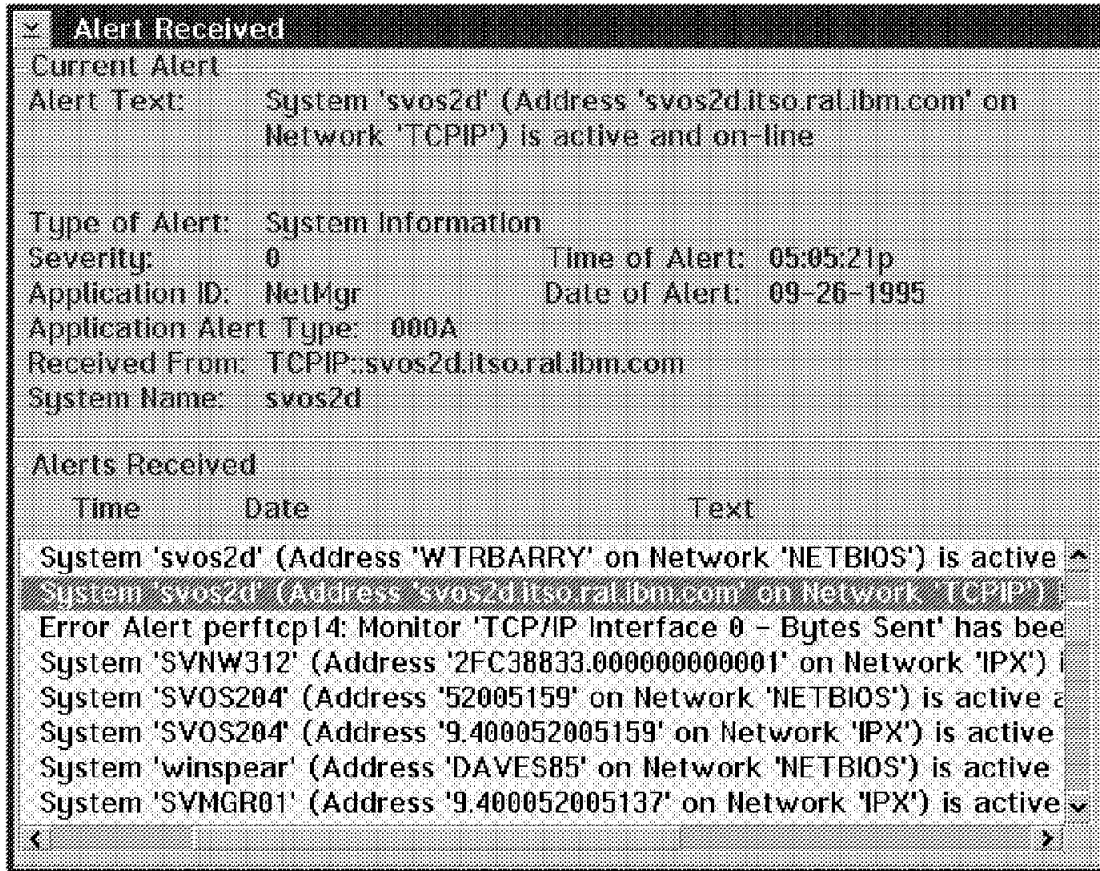 Alert Received
Current Alert
Alert Text: System 'svos2d' (Address 'svos2d.itso.ral.ibm.com' on
Network 'TCPIP') is active and on-line
Type of Alert: System Information
Severity: 0 Time of Alert: 05:05:21p
Application ID: NetMgr Date of Alert: 09-26-1995
Application Alert Type: 000A
Received From: TCPIP::svos2d.itso.ral.ibm.com
System Name: svos2d
Alerts Received
Time Date Text
System 'svos2d' (Address 'WTRBARRY' on Network 'NETBIOS') is active
System 'svos2d' (Address 'svos2d.itso.ral.ibm.com' on Network 'TCPIP')
Error Alert perftcp14: Monitor 'TCP/IP Interface 0 - Bytes Sent' has bee
System 'SVNW312' (Address '2FC38833.000000000001' on Network 'IPX') i
System 'SVOS204' (Address '52005159' on Network 'NETBIOS') is active a
System 'SVOS204' (Address '9.400052005159' on Network 'IPX') is active
System 'winspear' (Address 'DAVES85' on Network 'NETBIOS') is active
System 'SVMGR01' (Address '9.400052005137' on Network 'IPX') is active